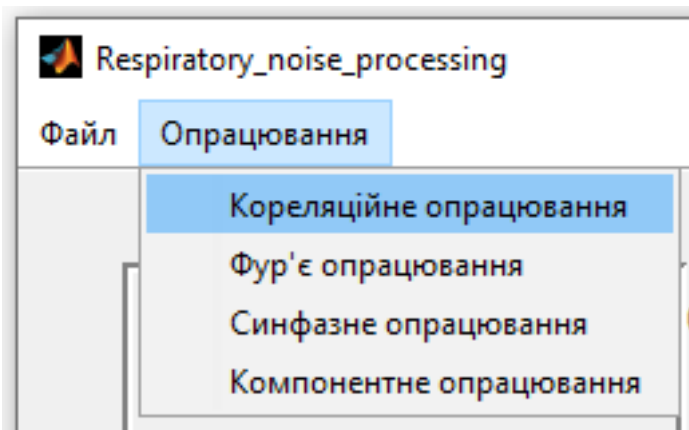 Respiratory_noise_processing
Файл Опрацювання
Кореляційне опрацювання
Фур'є опрацювання
Синфазне опрацювання
Компонентне опрацювання